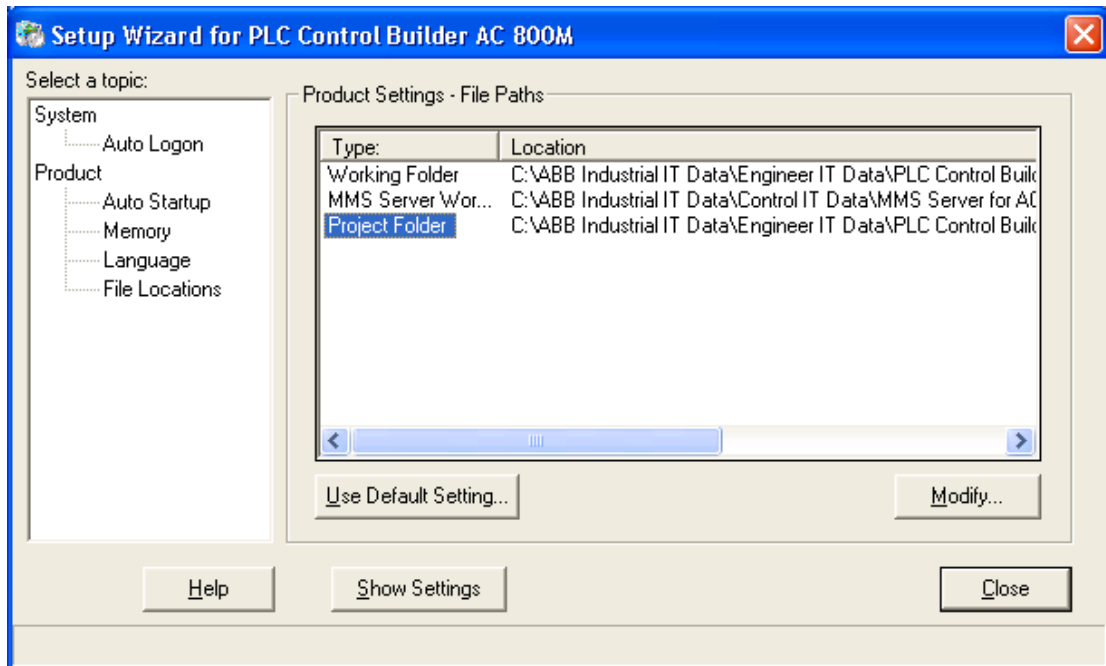 Setup Wizard for PLC Control Builder AC 800M
Select a topic:
System
Auto Logon
Product
Auto Startup
Memory
Language
File Locations
Product Settings - File Paths
Type: Location
Working Folder C:\ABB Industrial IT Data\Engineer IT Data\PLC Control Buil
MMS Server Wor... C:\ABB Industrial IT Data\Control IT Data\MMS Server for A
Project Folder C:\ABB Industrial IT Data\Engineer IT Data\PLC Control Buil
Use Default Setting...
Modify...
Help
Show Settings
Close